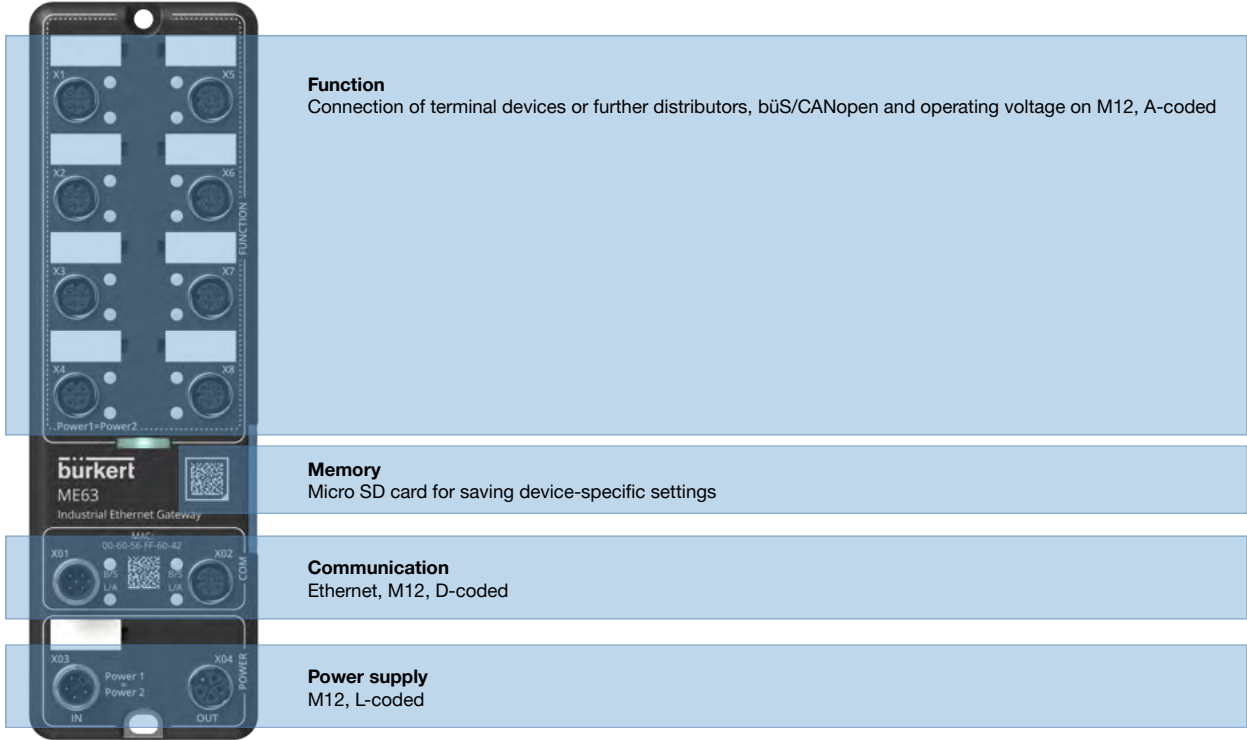 X1
X5
Function
Connection of terminal devices or further distributors, büS/CANopen and operating voltage on M12, A-coded
X2
X6
FUNCTION
X3
X7
X4
X8
Power1=Power2
bürkert
ME63
Industrial Ethernet Gateway
Memory
Micro SD card for saving device-specific settings
MAC:
00-60-56-FF-60-42
X01
X02
B/S
B/S
L/A
L/A
COM
Communication
Ethernet, M12, D-coded
X03
X04
Power 1
=
Power 2
POWER
IN
OUT
Power supply
M12, L-coded